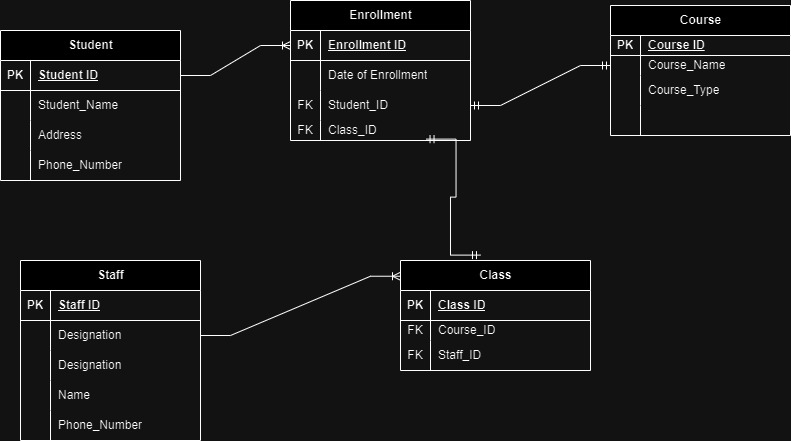 Student
PK Student ID
Student_Name
Address
Phone_Number
Enrollment
PK Enrollment ID
Date of Enrollment
FK Student_ID
FK Class_ID
Course
PK Course ID
Course_Name
Course_Type
Staff
PK Staff ID
Designation
Designation
Name
Phone_Number
Class
PK Class ID
FK Course_ID
FK Staff_ID